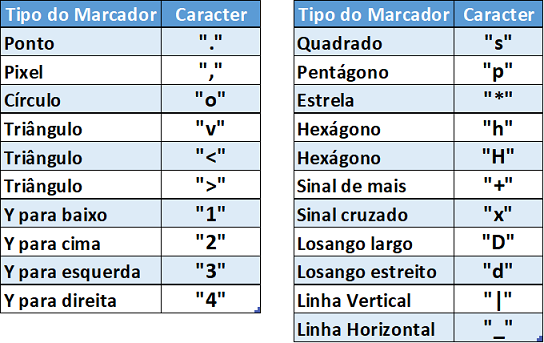 Tipo do Marcador Caracter
Ponto "."
Pixel ","
Círculo "o"
Triângulo "v"
Triângulo "<"
Triângulo ">"
Y para baixo "1"
Y para cima "2"
Y para esquerda "3"
Y para direita "4"
Tipo do Marcador Caracter
Quadrado "s"
Pentágono "p"
Estrela "*"
Hexágono "h"
Hexágono "H"
Sinal de mais "+"
Sinal cruzado "x"
Losango largo "D"
Losango estreito "d"
Linha Vertical "|"
Linha Horizontal "_"